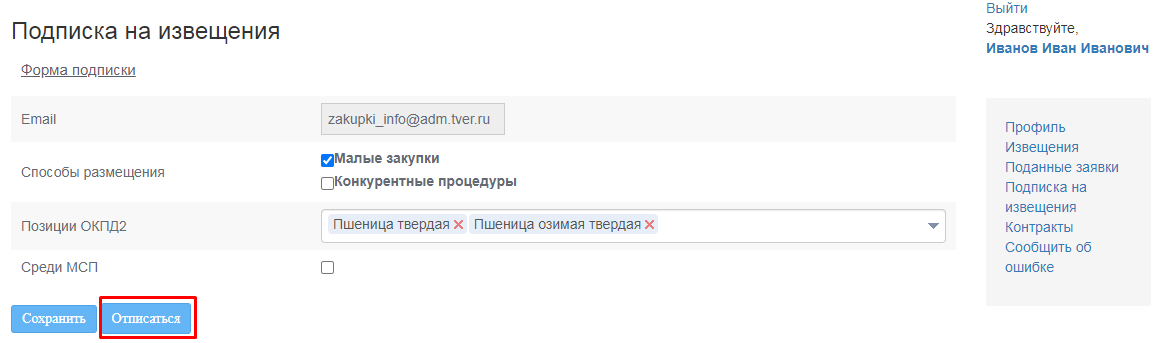 Подписка на извещения
Форма подписки
Email
zakupki_info@adm.tver.ru
Способы размещения
Малые закупки
Конкурентные процедуры
Позиции ОКПД2
Пшеница твердая Пшеница озимая твердая
Среди МСП
Сохранить Отписаться
Выйти
Здравствуйте,
Иванов Иван Иванович
Профиль
Извещения
Поданные заявки
Подписка на
извещения
Контракты
Сообщить об
ошибке